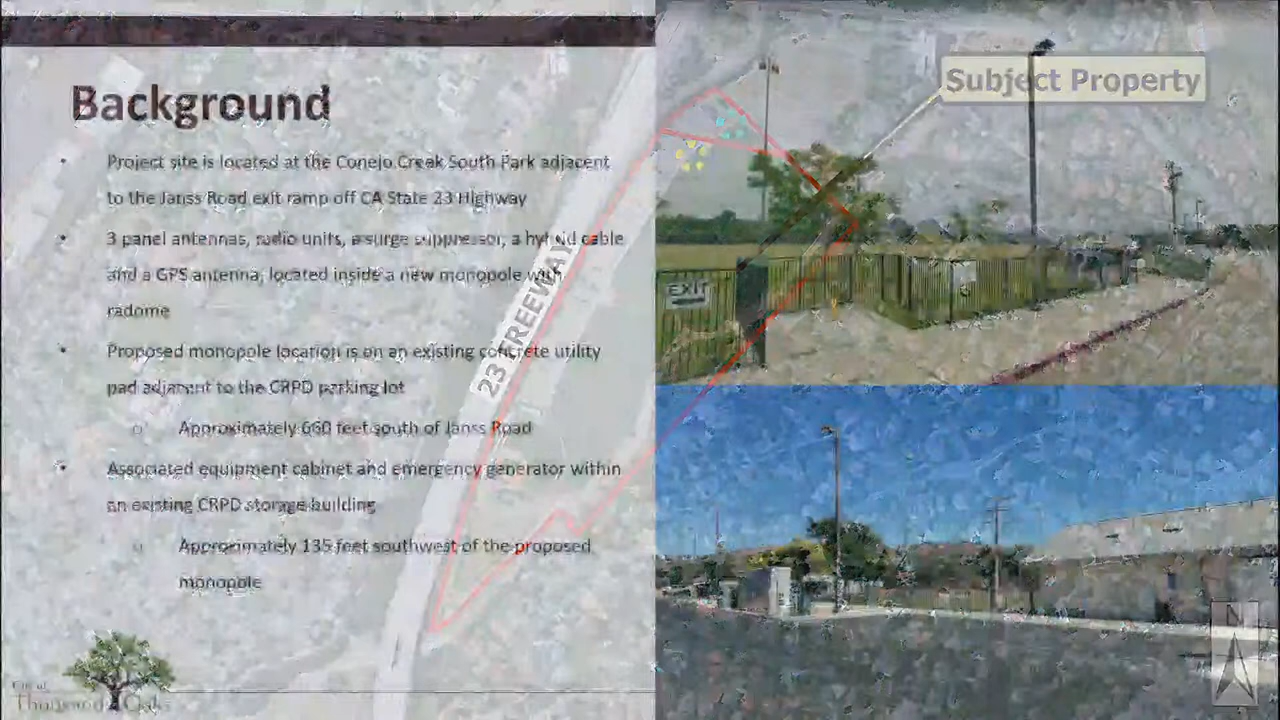 Background
• Project site is located at the Conejo Creek South Park adjacent
to the Janss Road exit ramp off CA State 23 Highway
• 3 panel antennas, radio units, a surge suppressor, a hybrid cable
and a GPS antenna, located inside a new monopole with
radome
• Proposed monopole location is on an existing concrete utility
pad adjacent to the CRPD parking lot
o Approximately 660 feet south of Janss Road
• Associated equipment cabinet and emergency generator within
an existing CRPD storage building
o Approximately 135 feet southwest of the proposed
monopole
23 FREEWAY
Subject Property
EXIT
N
City of
Thousand Oaks